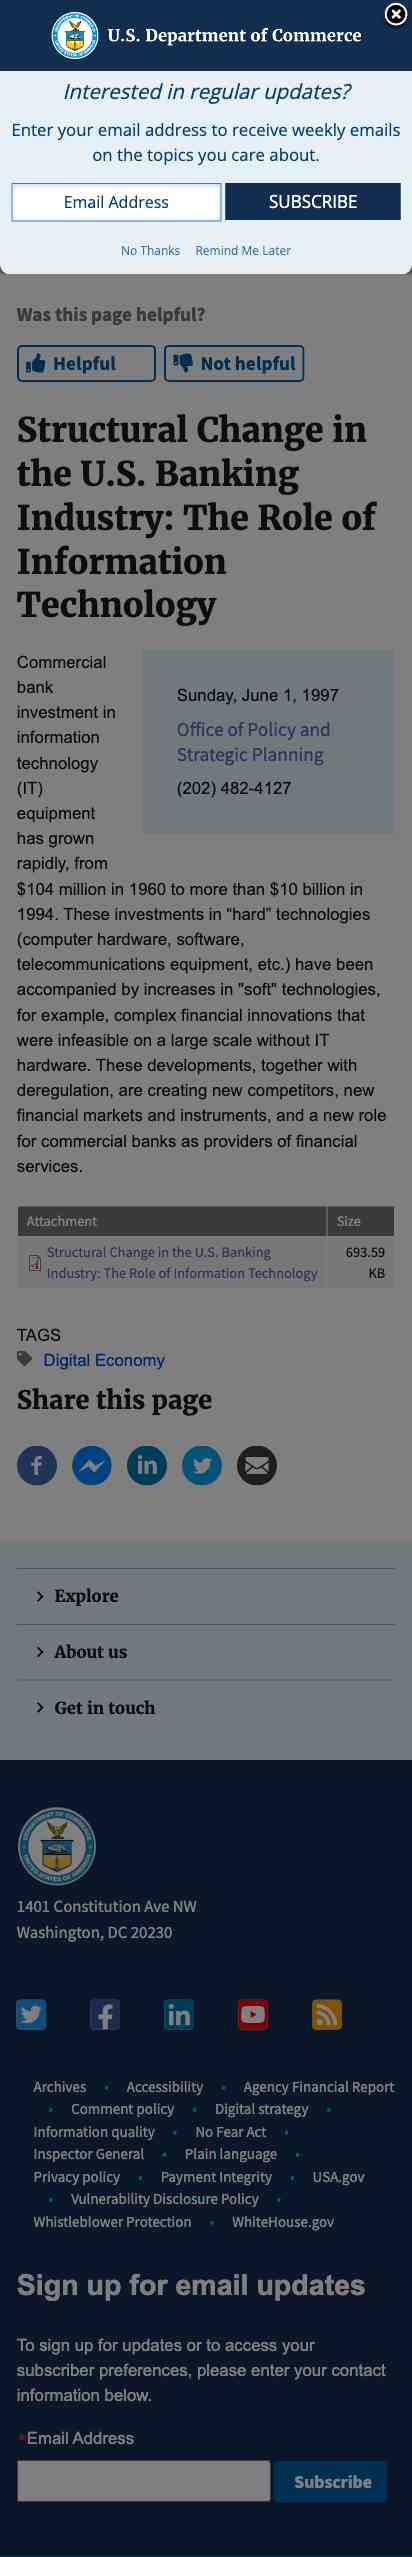 U.S. Department of Commerce
Interested in regular updates?
Enter your email address to receive weekly emails
on the topics you care about.
Email Address
SUBSCRIBE
No Thanks Remind Me Later
Was this page helpful?
Helpful
Not helpful
Structural Change in
the U.S. Banking
Industry: The Role of
Information
Technology
Sunday, June 1, 1997
Office of Policy and
Strategic Planning
(202) 482-4127
Commercial
bank
investment in
information
technology
(IT)
equipment
has grown
rapidly, from
$104 million in 1960 to more than $10 billion in
1994. These investments in “hard” technologies
(computer hardware, software,
telecommunications equipment, etc.) have been
accompanied by increases in "soft" technologies,
for example, complex financial innovations that
were infeasible on a large scale without IT
hardware. These developments, together with
deregulation, are creating new competitors, new
financial markets and instruments, and a new role
for commercial banks as providers of financial
services.
Attachment Size
Structural Change in the U.S. Banking 693.59
Industry: The Role of Information Technology KB
TAGS
Digital Economy
Share this page
Explore
About us
Get in touch
DEPARTMENT OF COMMERCE
UNITED STATES OF AMERICA
1401 Constitution Ave NW
Washington, DC 20230
Archives • Accessibility • Agency Financial Report
• Comment policy • Digital strategy •
Information quality • No Fear Act •
Inspector General • Plain language •
Privacy policy • Payment Integrity • USA.gov
• Vulnerability Disclosure Policy •
Whistleblower Protection • WhiteHouse.gov
Sign up for email updates
To sign up for updates or to access your
subscriber preferences, please enter your contact
information below.
*Email Address
Subscribe